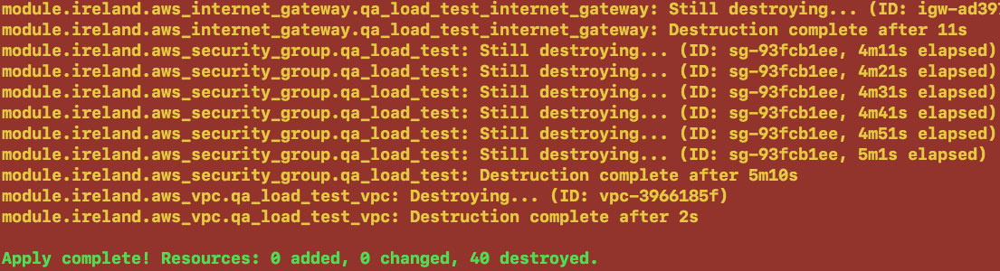 module.ireland.aws_internet_gateway.qa_load_test_internet_gateway: Still destroying... (ID: igw-ad397
module.ireland.aws_internet_gateway.qa_load_test_internet_gateway: Destruction complete after 11s
module.ireland.aws_security_group.qa_load_test: Still destroying... (ID: sg-93fcb1ee, 4m11s elapsed)
module.ireland.aws_security_group.qa_load_test: Still destroying... (ID: sg-93fcb1ee, 4m21s elapsed)
module.ireland.aws_security_group.qa_load_test: Still destroying... (ID: sg-93fcb1ee, 4m31s elapsed)
module.ireland.aws_security_group.qa_load_test: Still destroying... (ID: sg-93fcb1ee, 4m41s elapsed)
module.ireland.aws_security_group.qa_load_test: Still destroying... (ID: sg-93fcb1ee, 4m51s elapsed)
module.ireland.aws_security_group.qa_load_test: Still destroying... (ID: sg-93fcb1ee, 5m1s elapsed)
module.ireland.aws_security_group.qa_load_test: Destruction complete after 5m10s
module.ireland.aws_vpc.qa_load_test_vpc: Destroying... (ID: vpc-3966185f)
module.ireland.aws_vpc.qa_load_test_vpc: Destruction complete after 2s
Apply complete! Resources: 0 added, 0 changed, 40 destroyed.